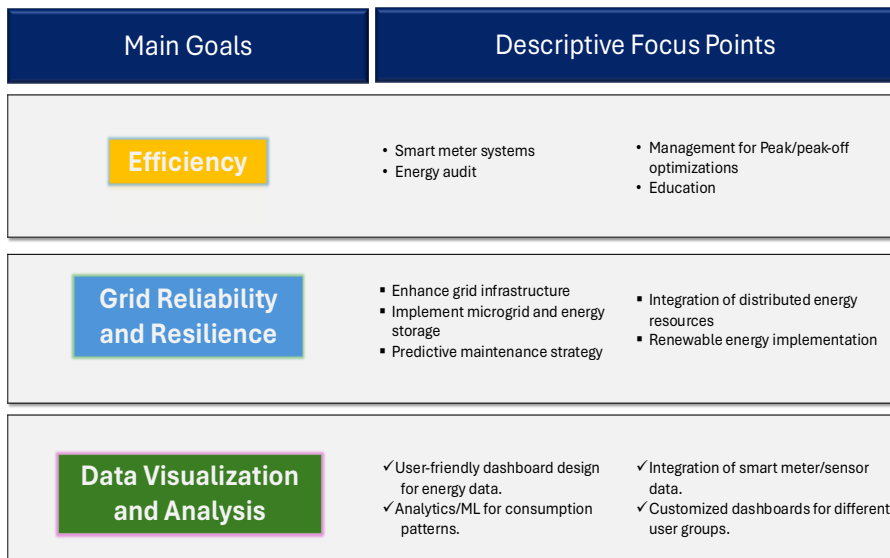 Main Goals
Descriptive Focus Points
Efficiency
• Smart meter systems
• Energy audit
• Management for Peak/peak-off
optimizations
• Education
Grid Reliability
and Resilience
▪ Enhance grid infrastructure
▪ Implement microgrid and energy
storage
▪ Predictive maintenance strategy
▪ Integration of distributed energy
resources
▪ Renewable energy implementation
Data Visualization
and Analysis
✓User-friendly dashboard design
for energy data.
✓Analytics/ML for consumption
patterns.
✓Integration of smart meter/sensor
data.
✓Customized dashboards for different
user groups.